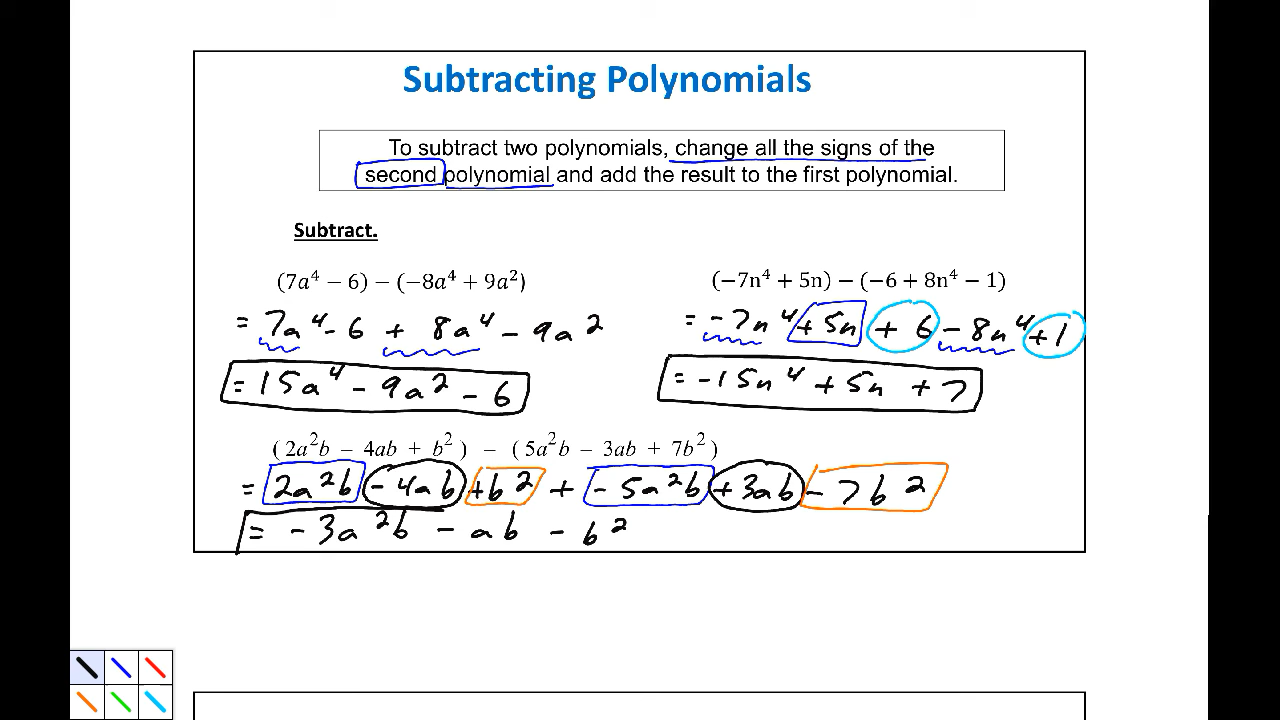 Subtracting Polynomials
To subtract two polynomials, change all the signs of the
second polynomial and add the result to the first polynomial.
Subtract.
(7a⁴ − 6) − (−8a⁴ + 9a²)
(−7n⁴ + 5n) − (−6 + 8n⁴ − 1)
= 7a⁴ - 6 + 8a⁴ - 9a²
= -7n⁴ + 5n + 6 - 8n⁴ + 1
= 15a⁴ - 9a² - 6
= -15n⁴ + 5n + 7
( 2a²b − 4ab + b² ) − ( 5a²b − 3ab + 7b² )
= 2a²b - 4ab + b² + - 5a²b + 3ab - 7b²
= - 3a²b - ab - b²